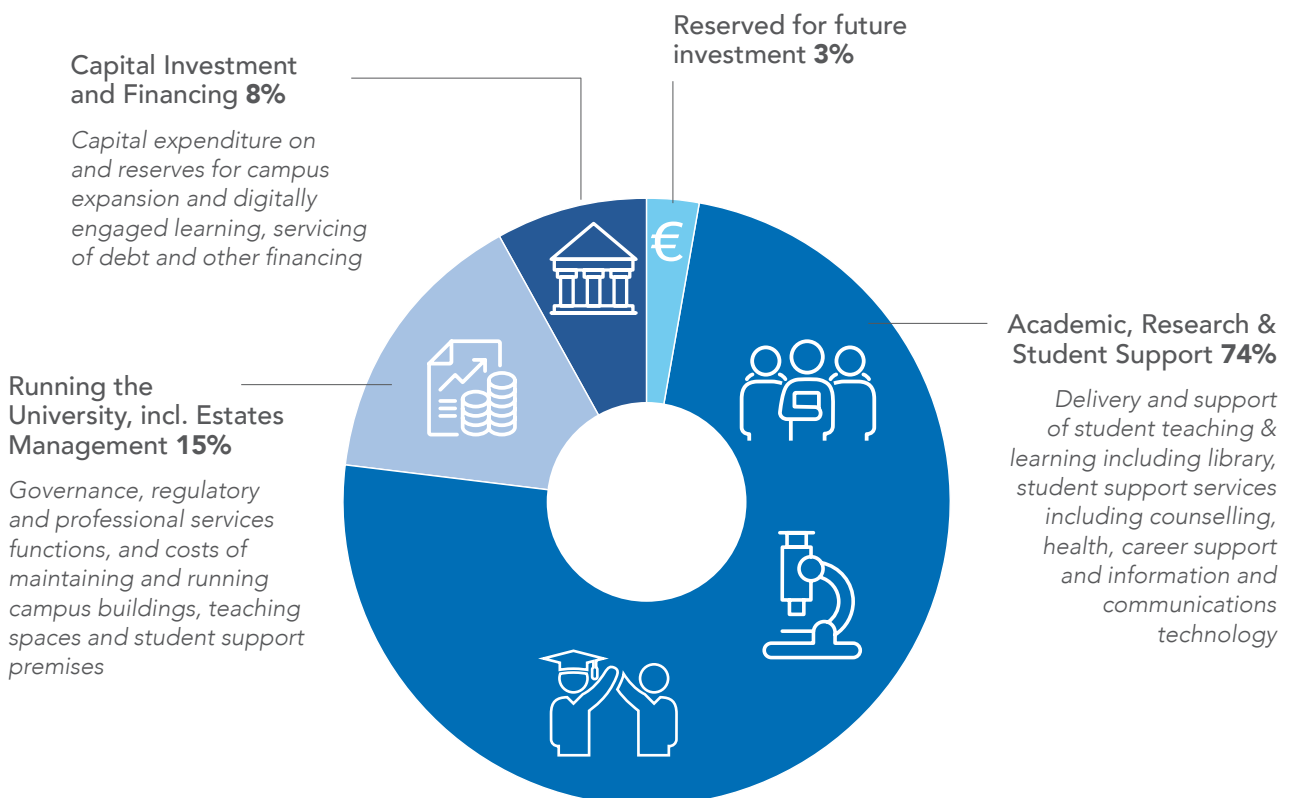 Reserved for future
investment 3%
Capital Investment
and Financing 8%
Capital expenditure on
and reserves for campus
expansion and digitally
engaged learning, servicing
of debt and other financing
€
Academic, Research &
Student Support 74%
Delivery and support
of student teaching &
learning including library,
student support services
including counselling,
health, career support
and information and
communications
technology
Running the
University, incl. Estates
Management 15%
Governance, regulatory
and professional services
functions, and costs of
maintaining and running
campus buildings, teaching
spaces and student support
premises